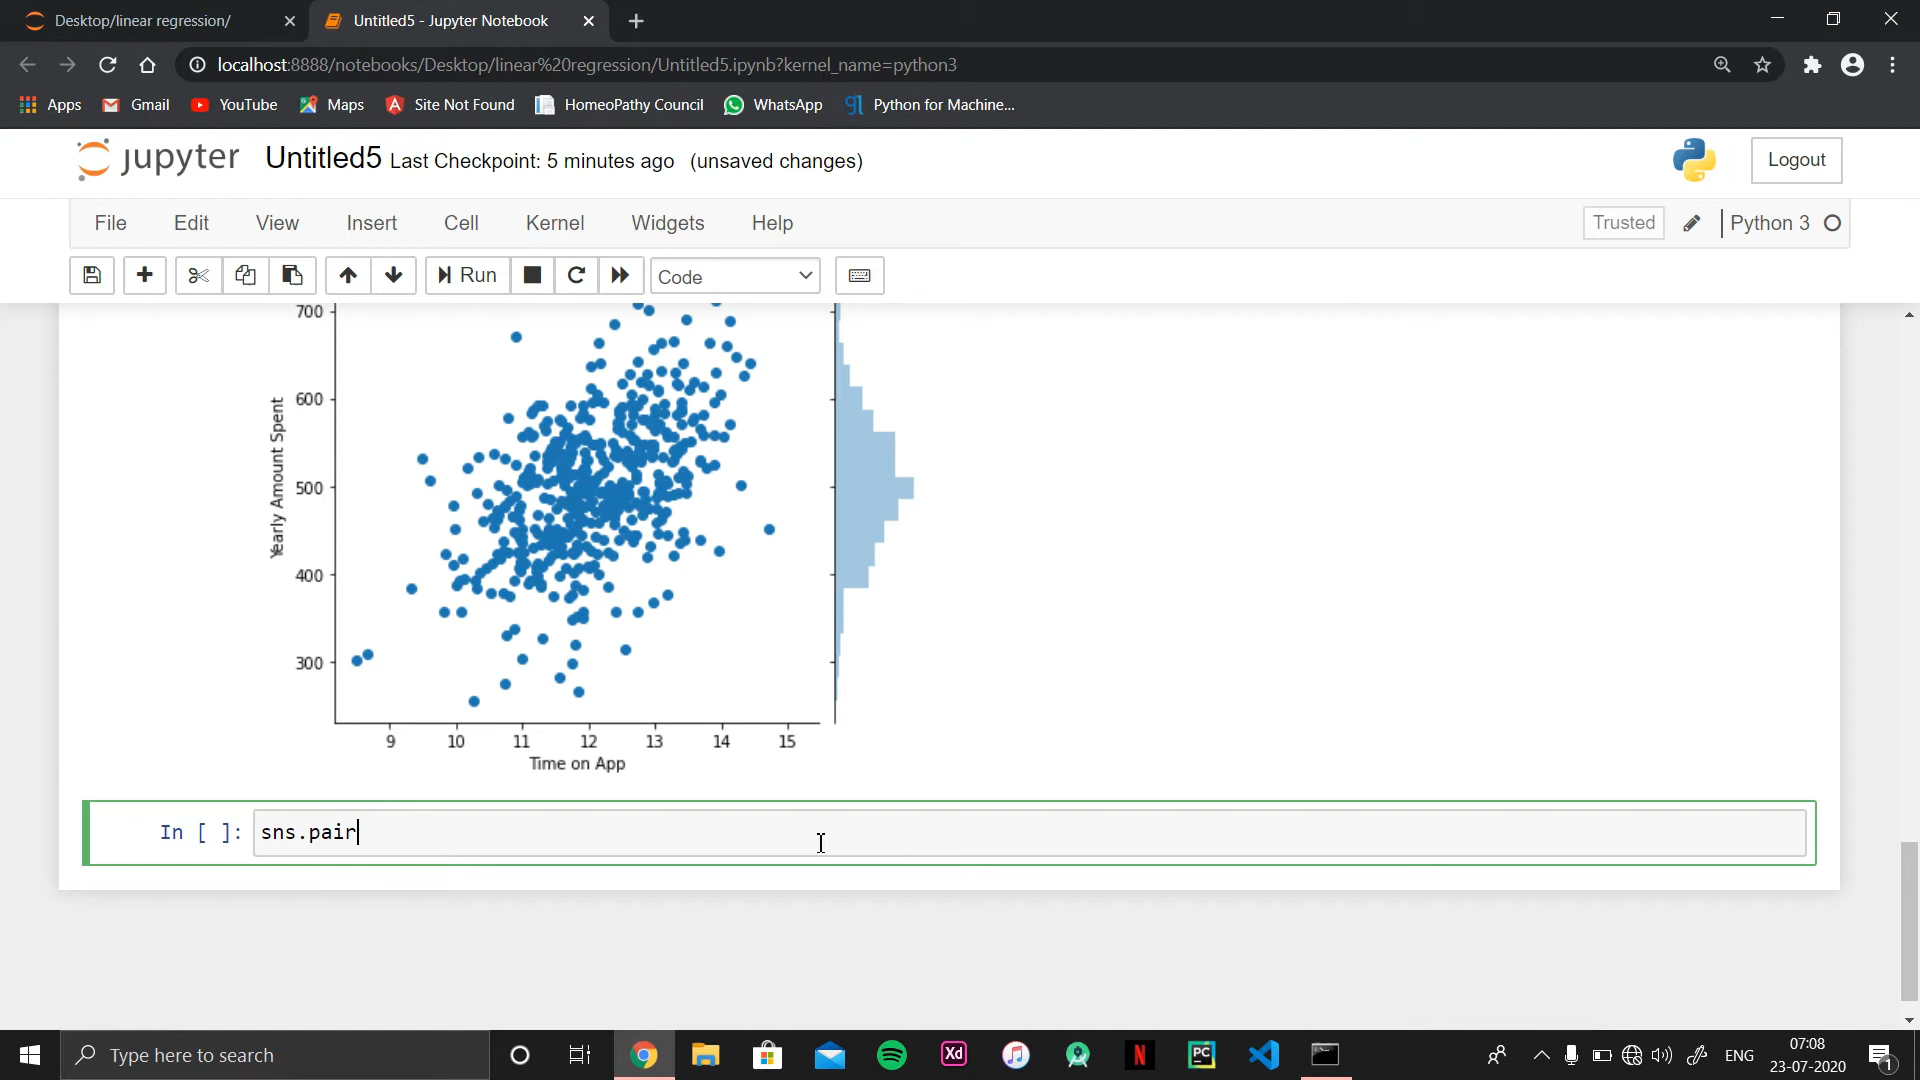 Desktop/linear regression/
Untitled5 - Jupyter Notebook
localhost:8888/notebooks/Desktop/linear%20regression/Untitled5.ipynb?kernel_name=python3
Apps Gmail YouTube Maps Site Not Found HomeoPathy Council WhatsApp Python for Machine...
jupyter Untitled5 Last Checkpoint: 5 minutes ago (unsaved changes) Logout
File Edit View Insert Cell Kernel Widgets Help Trusted Python 3
Run Code
700
600
500
400
300
Yearly Amount Spent
9 10 11 12 13 14 15
Time on App
In [ ]: sns.pair
Type here to search
Xd
N
PC
ENG
07:08
23-07-2020
1